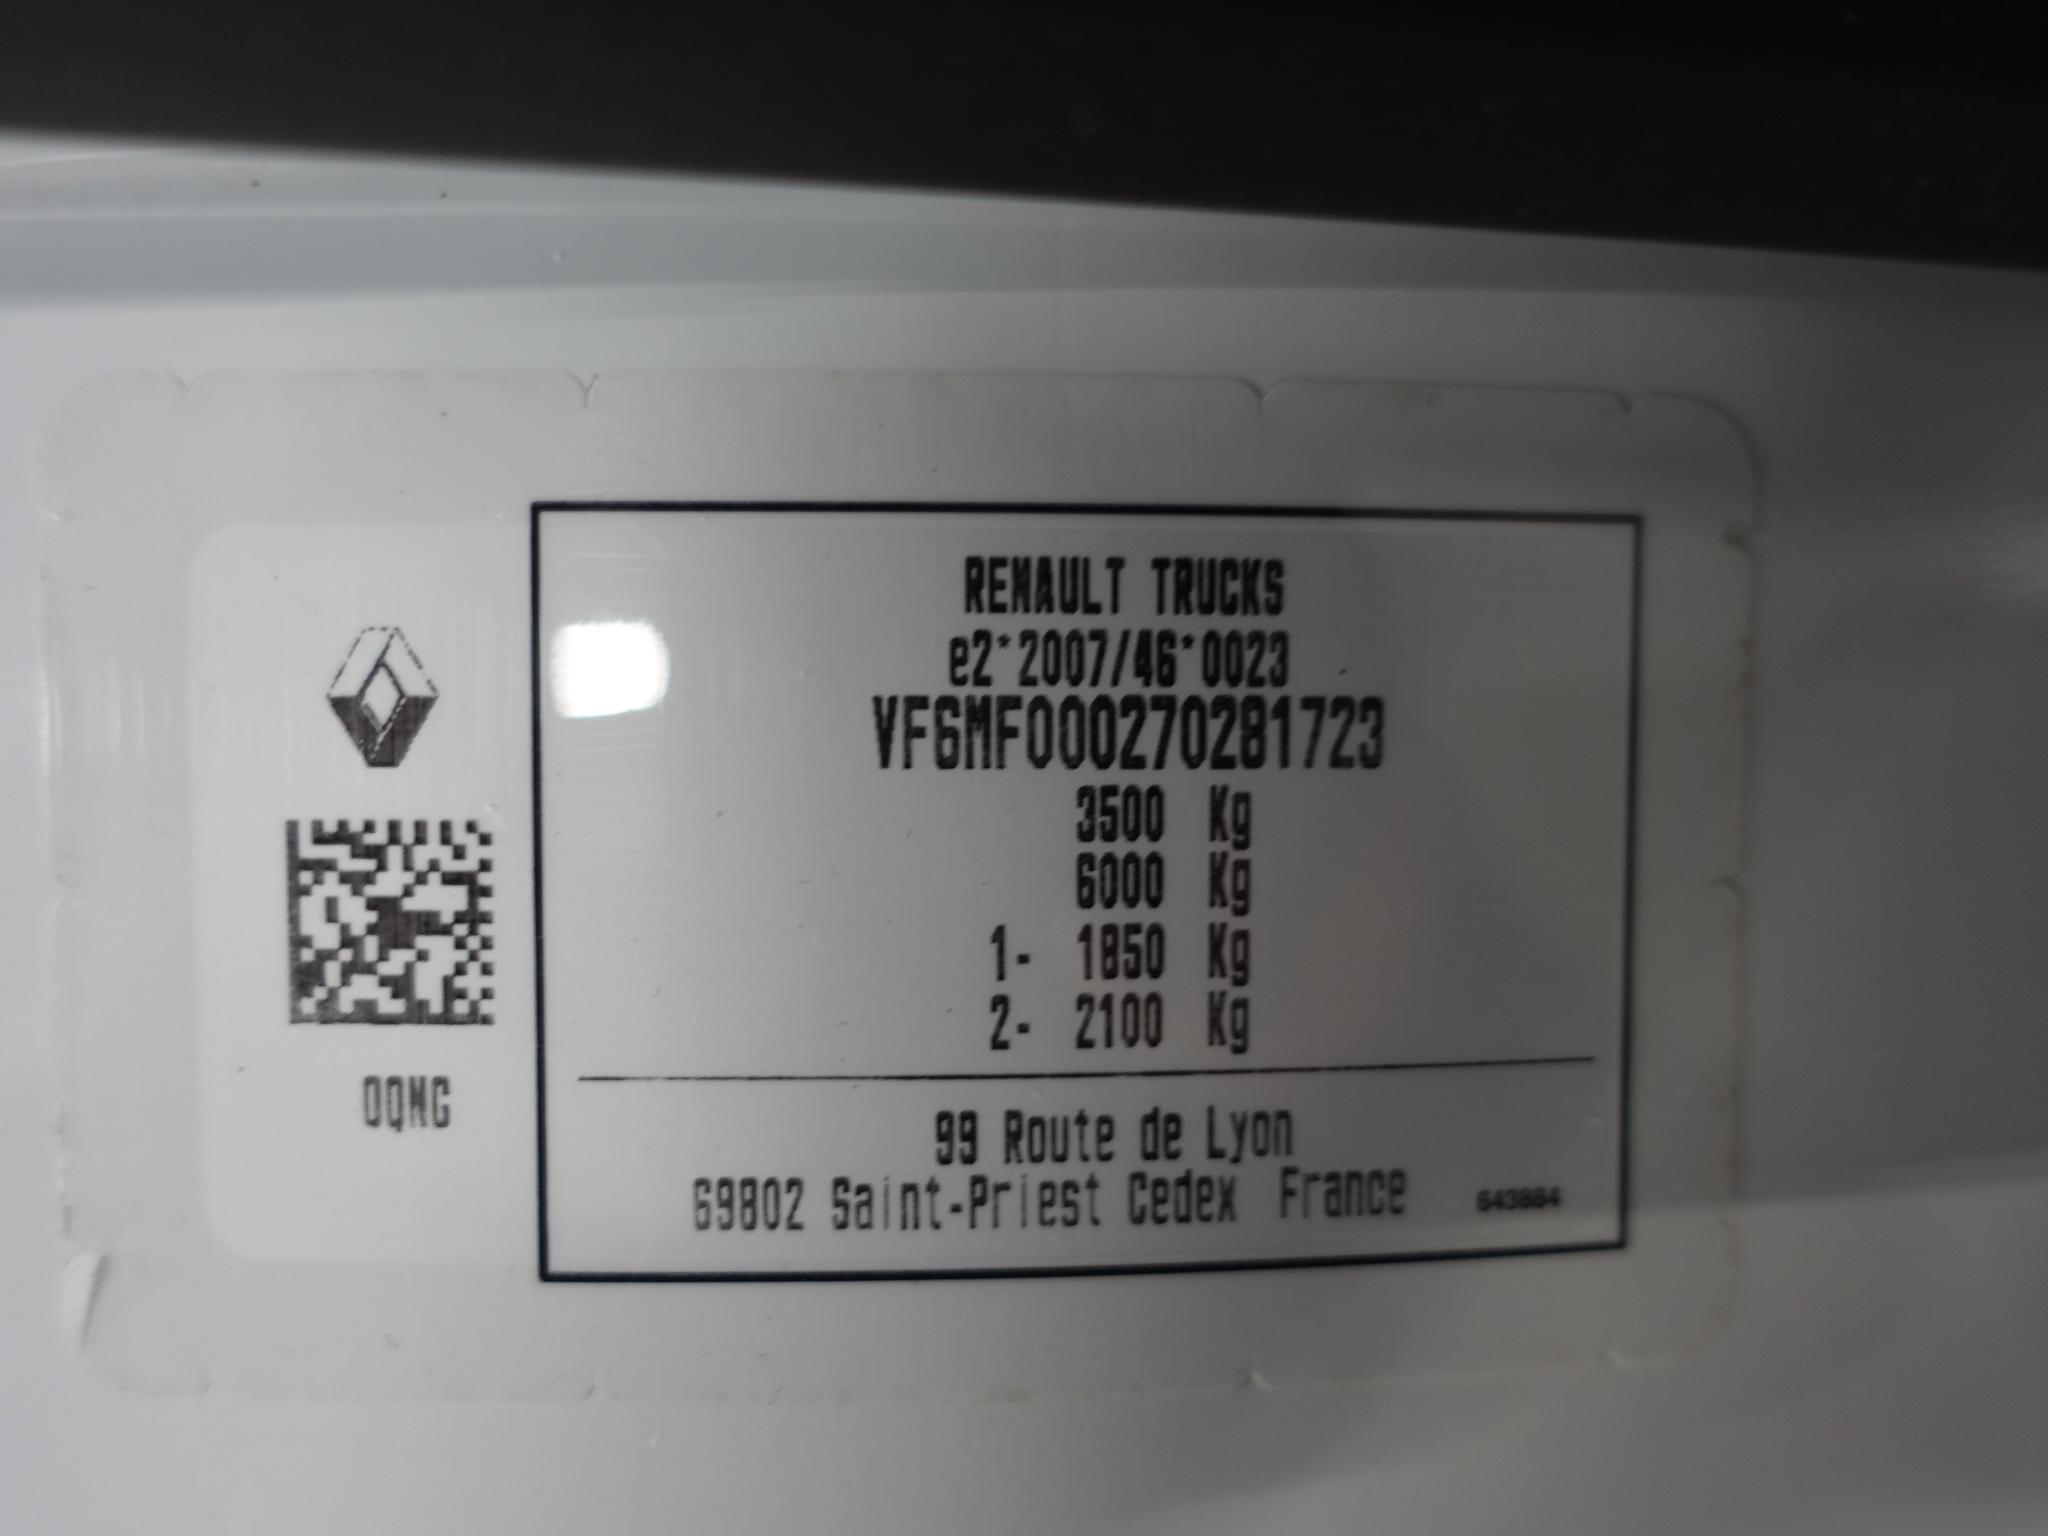 RENAULT TRUCKS
e2*2007/46*0023
VF6MF000270281723
3500 Kg
6000 Kg
1- 1850 Kg
2- 2100 Kg
QQNG
99 Route de Lyon
69802 Saint-Priest Cedex France
643884